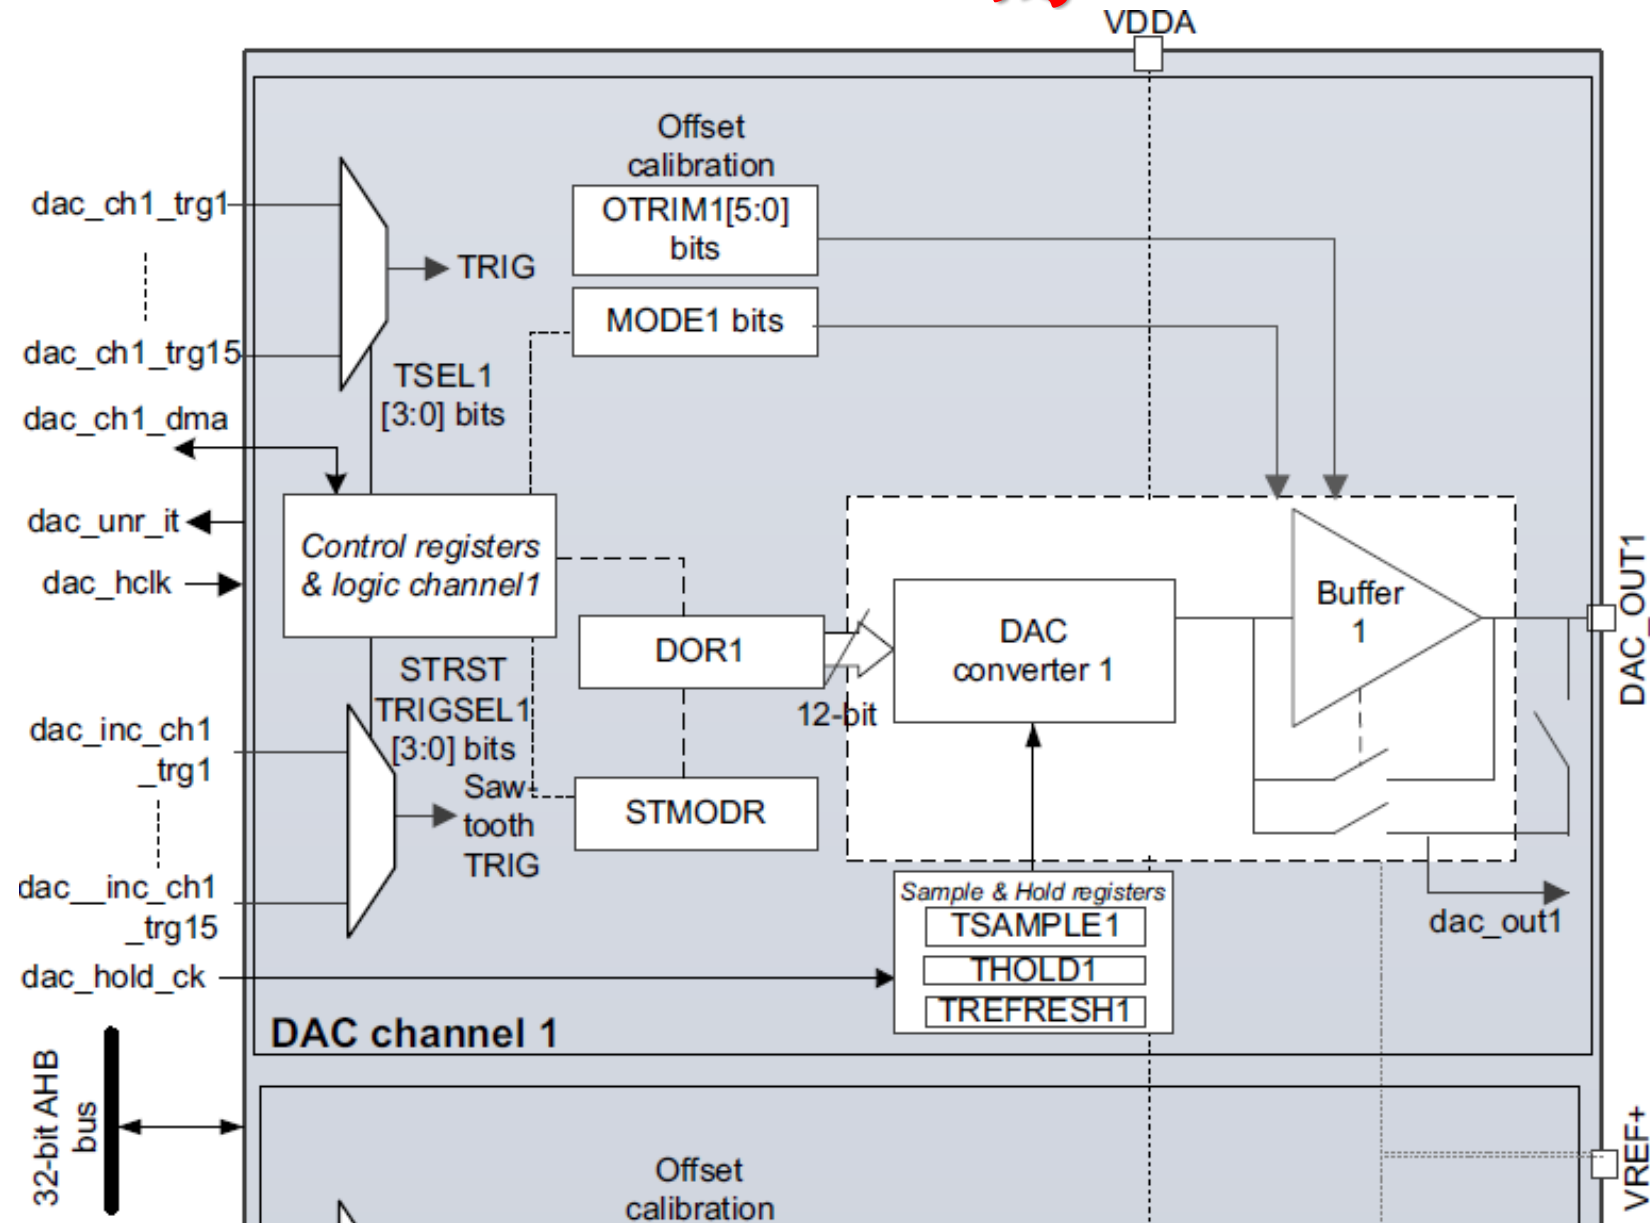 VDDA
Offset
calibration
OTRIM1[5:0]
bits
dac_ch1_trg1
TRIG
MODE1 bits
dac_ch1_trg15
TSEL1
[3:0] bits
dac_ch1_dma
dac_unr_it
Control registers
& logic channel1
dac_hclk
DAC_OUT1
Buffer
1
DOR1
DAC
converter 1
12-bit
STRST
TRIGSEL1
[3:0] bits
dac_inc_ch1
_trg1
Saw-
tooth
TRIG
STMODR
dac__inc_ch1
_trg15
Sample & Hold registers
TSAMPLE1
THOLD1
TREFRESH1
dac_out1
dac_hold_ck
DAC channel 1
32-bit AHB
bus
VREF+
Offset
calibration